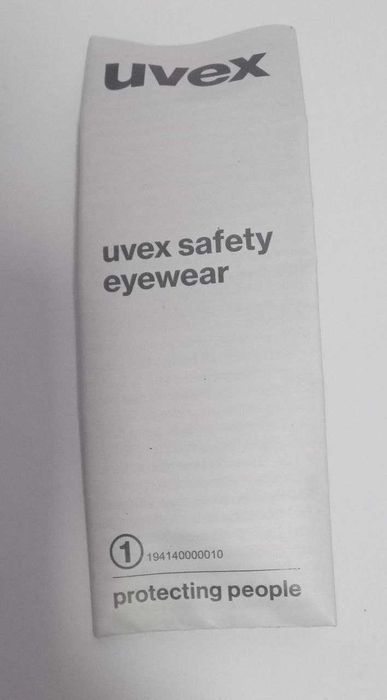 uvex
uvex safety
eyewear
1 194140000010
protecting people